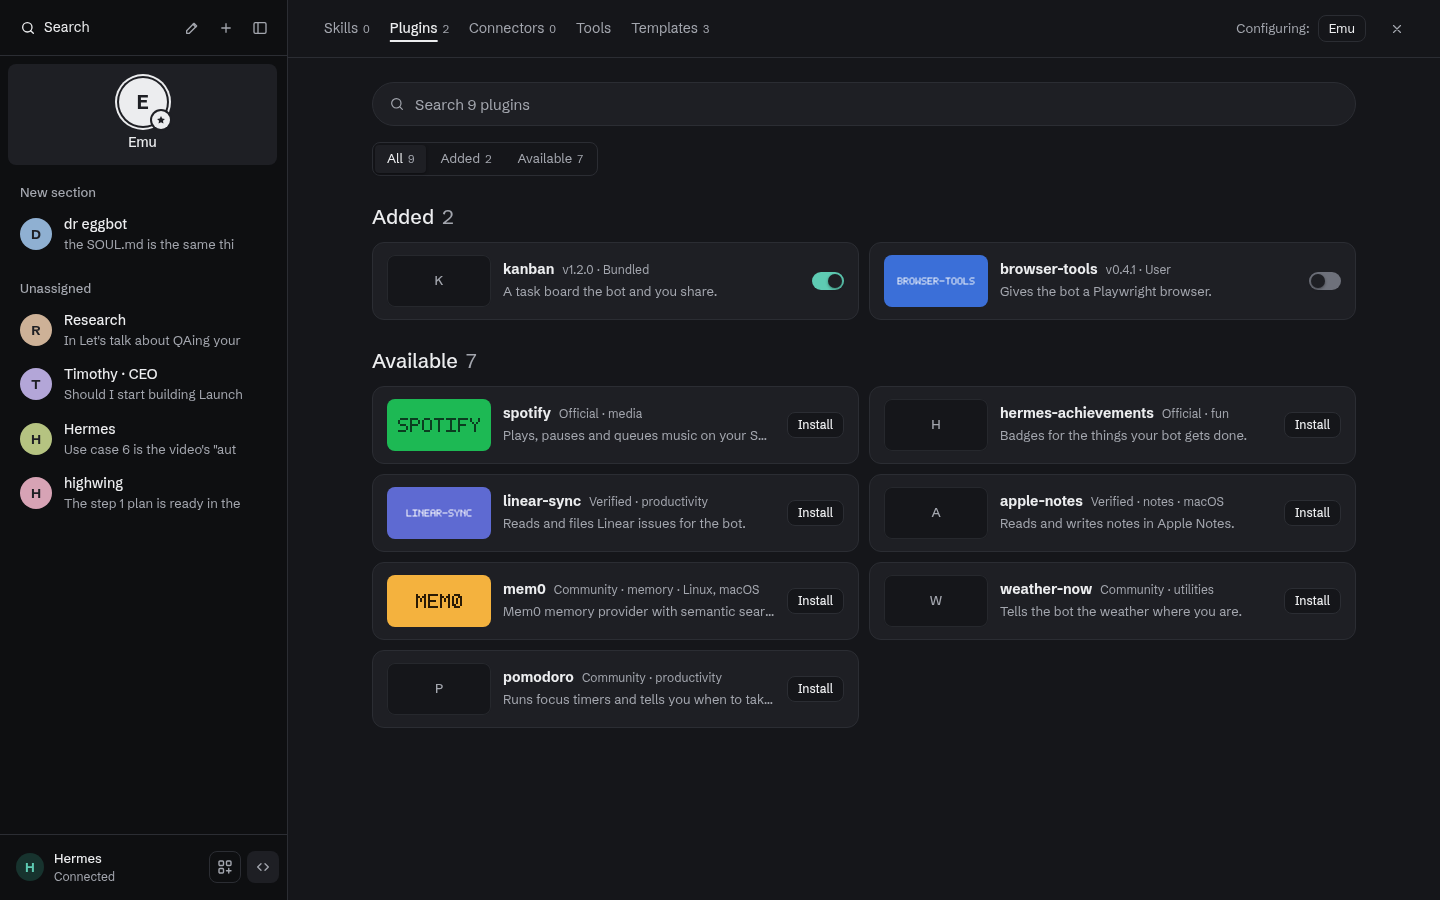 Search
E
Emu
New section
D
dr eggbot
the SOUL.md is the same thi
Unassigned
R
Research
In Let's talk about QAing your
T
Timothy · CEO
Should I start building Launch
H
Hermes
Use case 6 is the video's "aut
H
highwing
The step 1 plan is ready in the
H
Hermes
Connected
Skills 0
Plugins 2
Connectors 0
Tools
Templates 3
Configuring:
Emu
Search 9 plugins
All 9
Added 2
Available 7
Added 2
K
kanban v1.2.0 · Bundled
A task board the bot and you share.
BROWSER-TOOLS
browser-tools v0.4.1 · User
Gives the bot a Playwright browser.
Available 7
SPOTIFY
spotify Official · media
Plays, pauses and queues music on your S...
Install
H
hermes-achievements Official · fun
Badges for the things your bot gets done.
Install
LINEAR-SYNC
linear-sync Verified · productivity
Reads and files Linear issues for the bot.
Install
A
apple-notes Verified · notes · macOS
Reads and writes notes in Apple Notes.
Install
MEM0
mem0 Community · memory · Linux, macOS
Mem0 memory provider with semantic sear...
Install
W
weather-now Community · utilities
Tells the bot the weather where you are.
Install
P
pomodoro Community · productivity
Runs focus timers and tells you when to tak...
Install